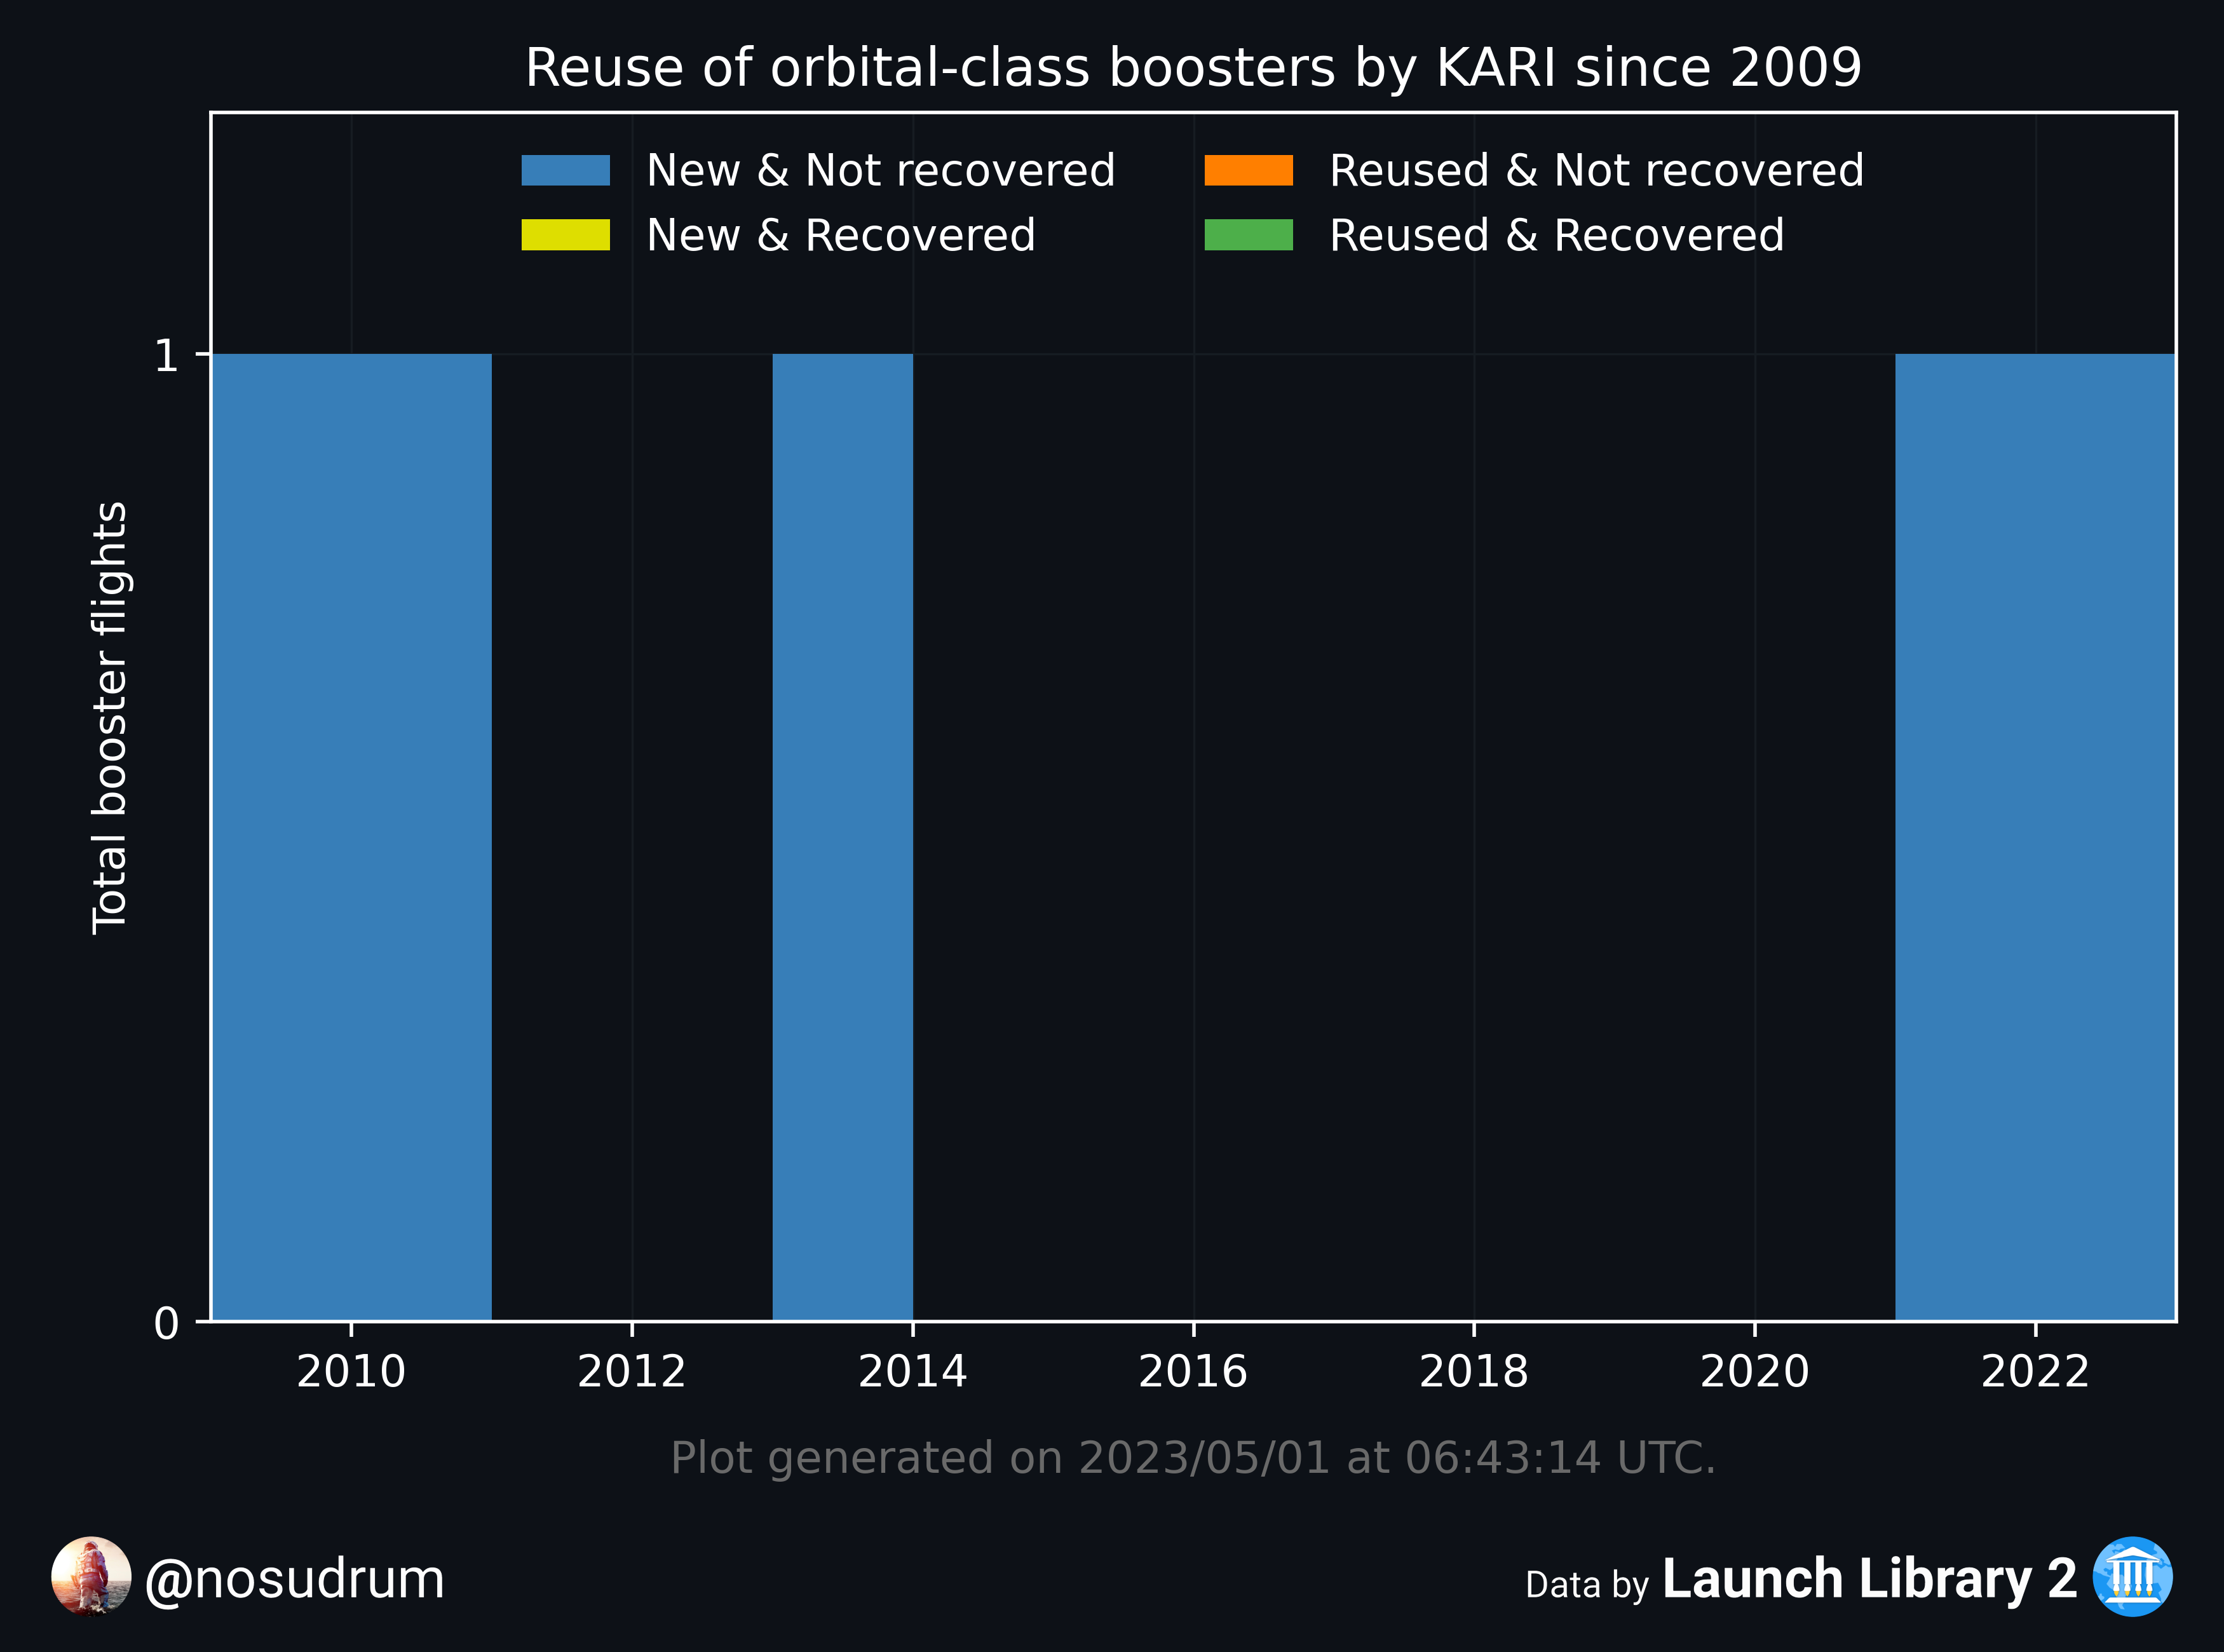 Reuse of orbital-class boosters by KARI since 2009
New & Not recovered
New & Recovered
Reused & Not recovered
Reused & Recovered
Total booster flights
1
0
2010 2012 2014 2016 2018 2020 2022
Plot generated on 2023/05/01 at 06:43:14 UTC.
@nosudrum
Data by Launch Library 2